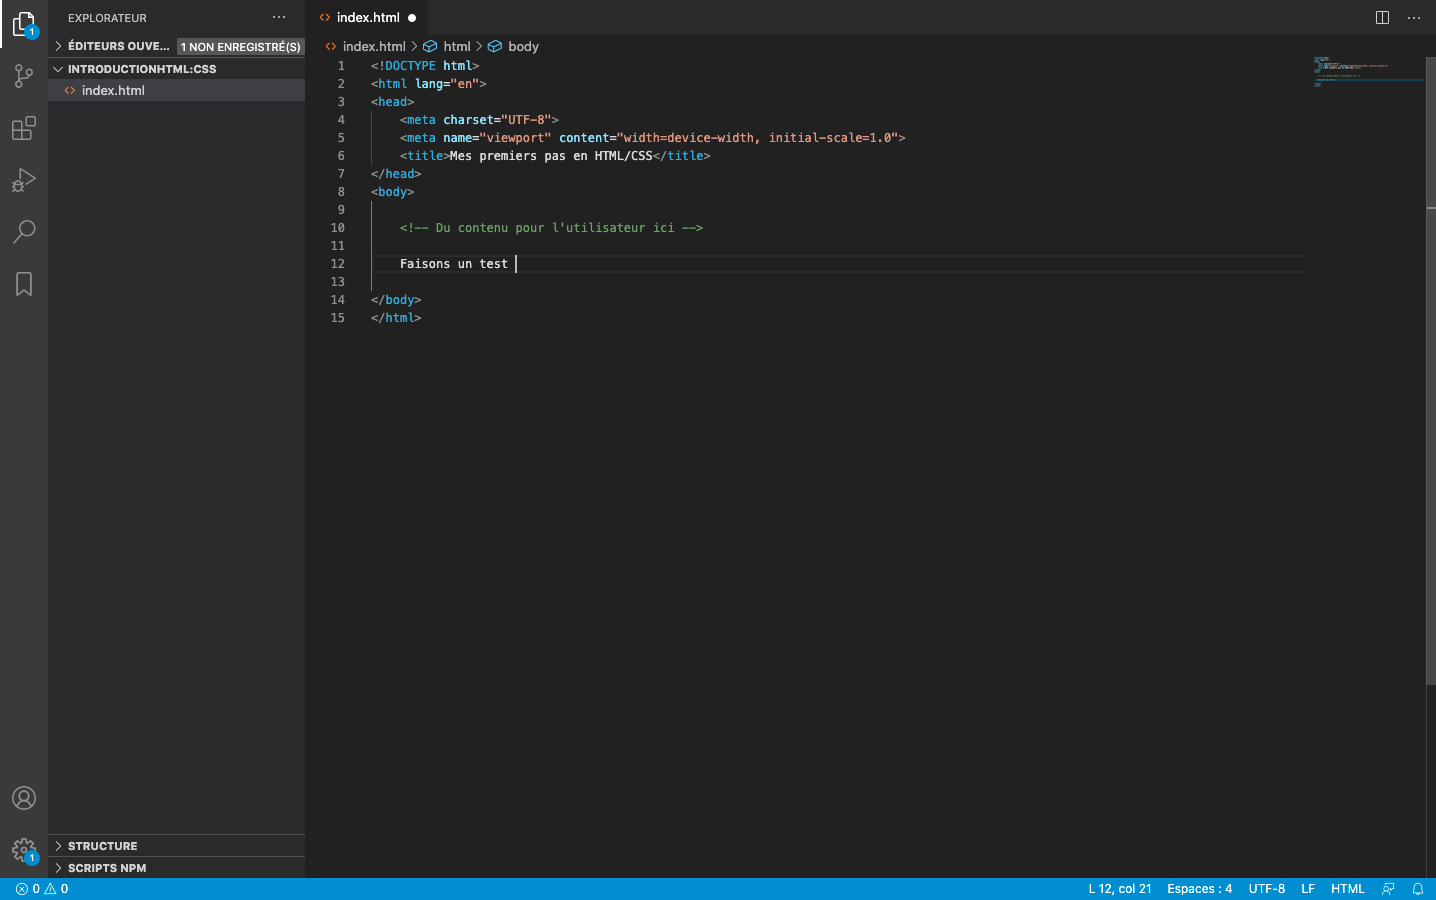 EXPLORATEUR
index.html
1
ÉDITEURS OUVE... 1 NON ENREGISTRÉ(S)
INTRODUCTIONHTML:CSS
index.html
index.html > html > body
1 <!DOCTYPE html>
2 <html lang="en">
3 <head>
4 <meta charset="UTF-8">
5 <meta name="viewport" content="width=device-width, initial-scale=1.0">
6 <title>Mes premiers pas en HTML/CSS</title>
7 </head>
8 <body>
9
10 <!-- Du contenu pour l'utilisateur ici -->
11
12 Faisons un test
13
14 </body>
15 </html>
STRUCTURE
1
SCRIPTS NPM
0 0
L 12, col 21 Espaces : 4 UTF-8 LF HTML